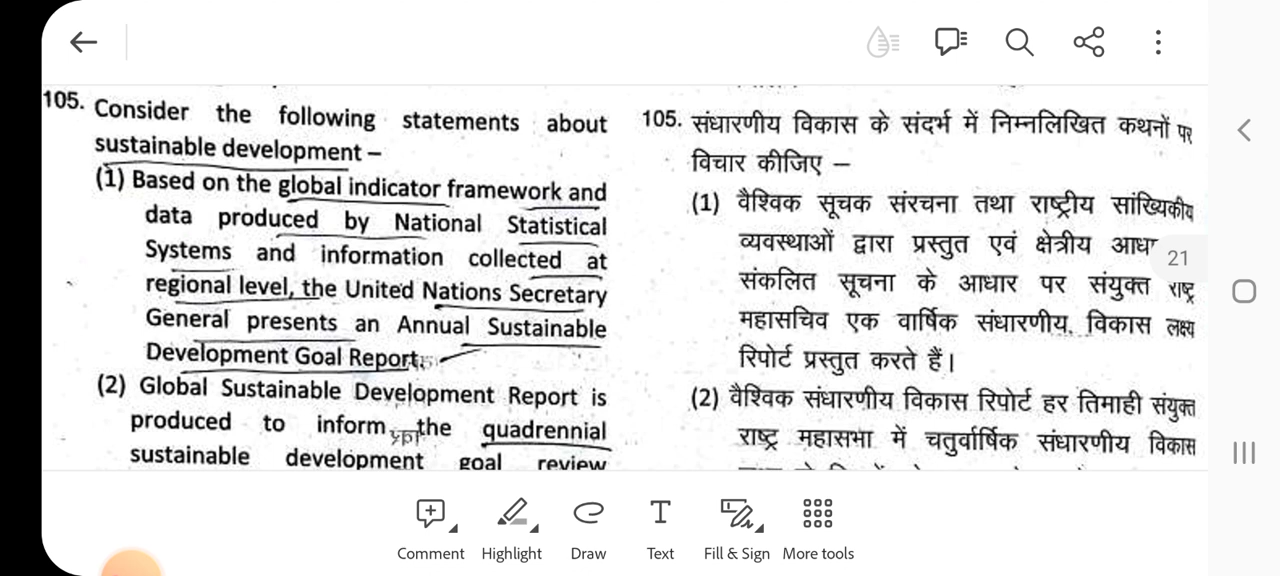 105. Consider the following statements about
sustainable development –
(1) Based on the global indicator framework and
data produced by National Statistical
Systems and information collected at
regional level, the United Nations Secretary
General presents an Annual Sustainable
Development Goal Report.
(2) Global Sustainable Development Report is
produced to inform the quadrennial
sustainable development goal review
105. संधारणीय विकास के संदर्भ में निम्नलिखित कथनों पर
विचार कीजिए –
(1) वैश्विक सूचक संरचना तथा राष्ट्रीय सांख्यिकीय
व्यवस्थाओं द्वारा प्रस्तुत एवं क्षेत्रीय
संकलित सूचना के आधार पर संयुक्त राष्ट्र
महासचिव एक वार्षिक संधारणीय विकास लक्ष्य
रिपोर्ट प्रस्तुत करते हैं।
(2) वैश्विक संधारणीय विकास रिपोर्ट हर तिमाही संयुक्त
राष्ट्र महासभा में चतुर्वार्षिक संधारणीय विकास
21
Comment Highlight Draw Text Fill & Sign More tools